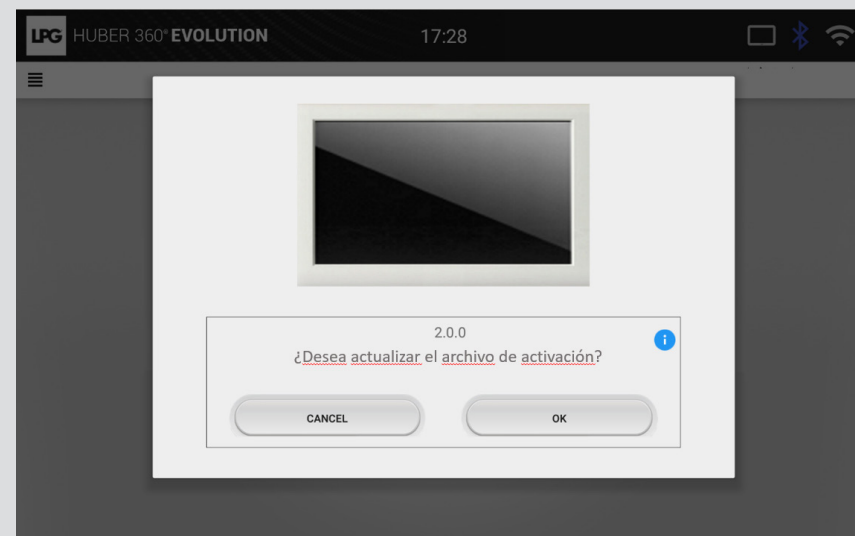 LPG HUBER 360® EVOLUTION 17:28
2.0.0
¿Desea actualizar el archivo de activación?
CANCEL OK